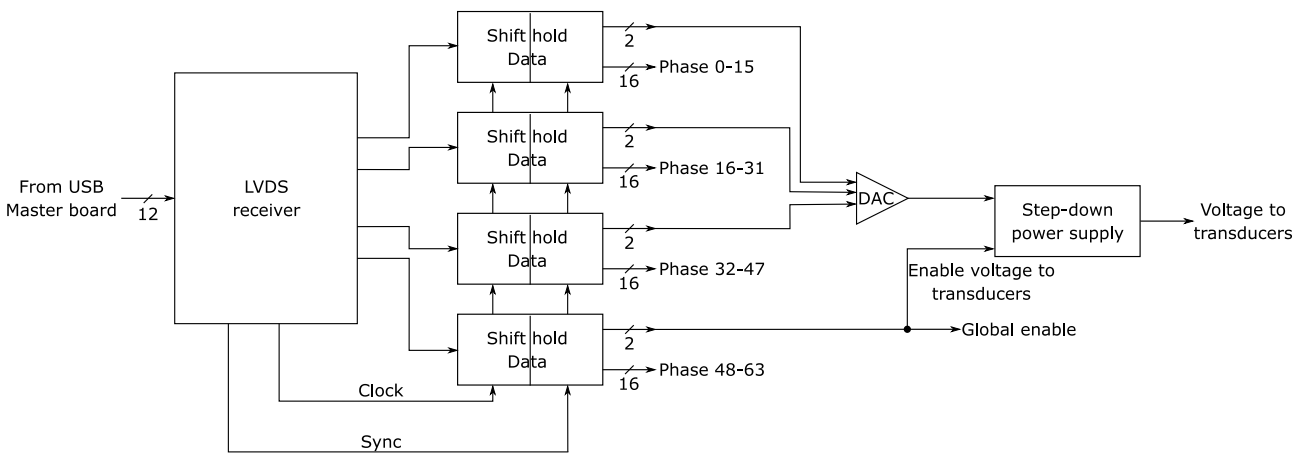 From USB
Master board
12
LVDS
receiver
Shift hold
Data
2
16
Phase 0-15
Shift hold
Data
2
16
Phase 16-31
Shift hold
Data
2
16
Phase 32-47
Shift hold
Data
2
16
Phase 48-63
Clock
Sync
DAC
Step-down
power supply
Voltage to
transducers
Enable voltage to
transducers
Global enable